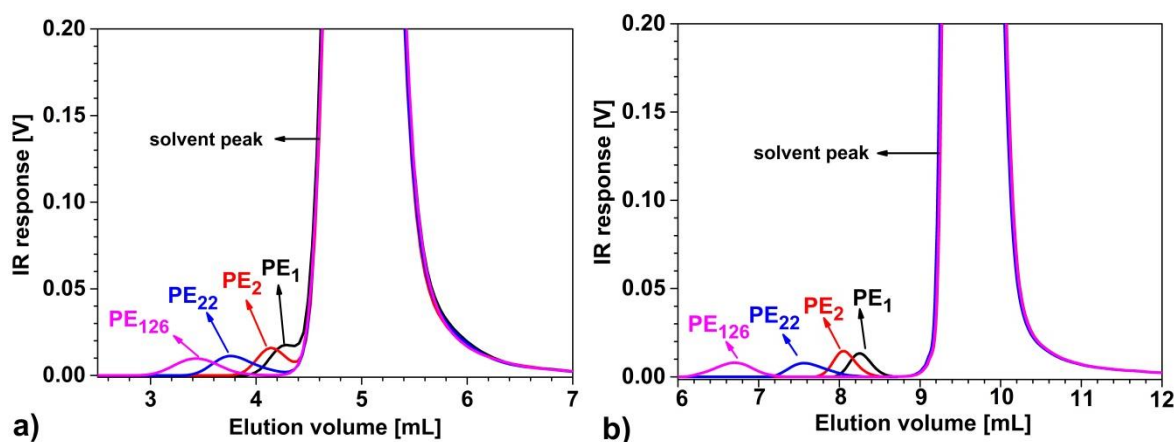 0.20
0.15
0.10
0.05
0.00
IR response [V]
solvent peak
PE126
PE22
PE2
PE1
3
4
5
6
7
Elution volume [mL]
a)
0.20
0.15
0.10
0.05
0.00
IR response [V]
solvent peak
PE126
PE22
PE2
PE1
6
7
8
9
10
11
12
Elution volume [mL]
b)